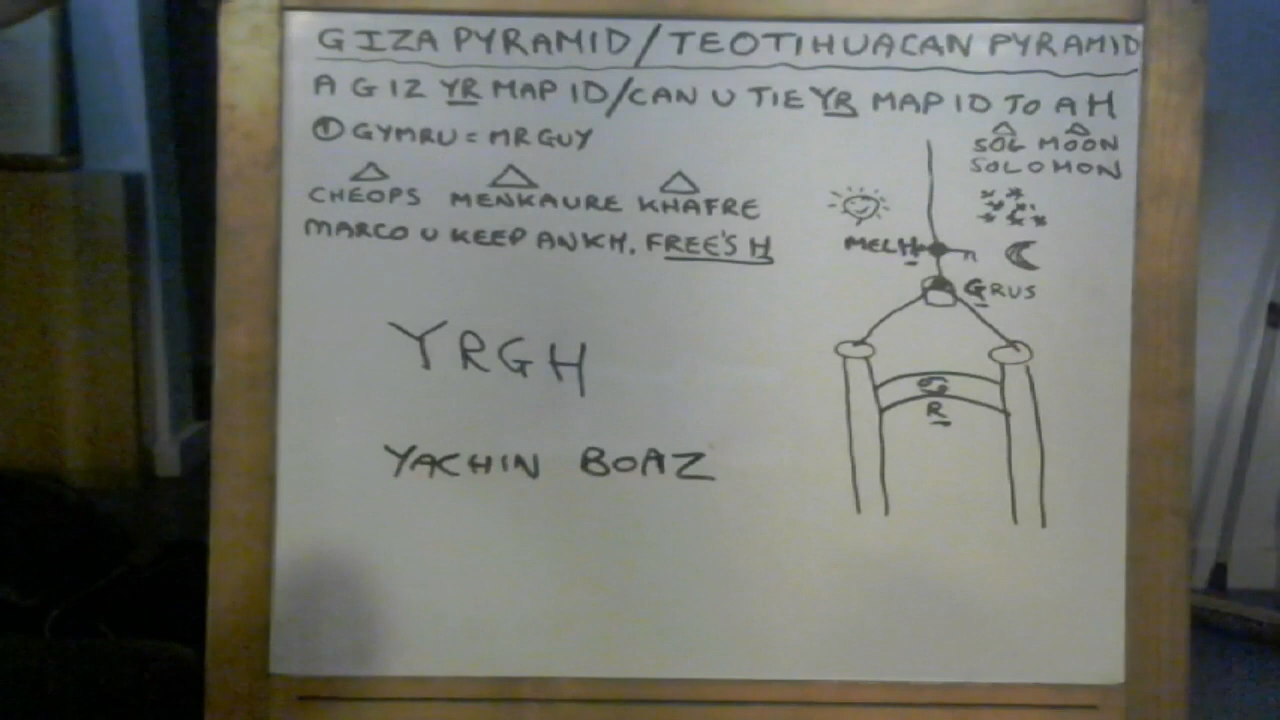 GIZA PYRAMID/TEOTIHUACAN PYRAMID
A GIZ YR MAP ID/CAN U TIE YR MAP ID TO A H
① GYMRU = MR GUY
SOL MOON
SOLOMON
CHEOPS MENKAURE KHAFRE
MARCO U KEEP ANKH. FREE'S H
MELH
GRUS
YRGH
G
R
YACHIN BOAZ